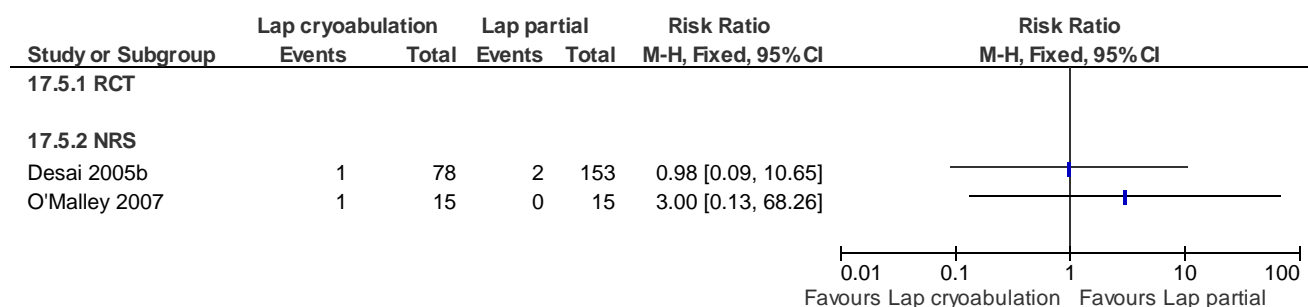 Lap cryoabulation Lap partial Risk Ratio Risk Ratio
Study or Subgroup Events Total Events Total M-H, Fixed, 95% CI M-H, Fixed, 95% CI
17.5.1 RCT
17.5.2 NRS
Desai 2005b 1 78 2 153 0.98 [0.09, 10.65]
O'Malley 2007 1 15 0 15 3.00 [0.13, 68.26]
0.01 0.1 1 10 100
Favours Lap cryoabulation Favours Lap partial